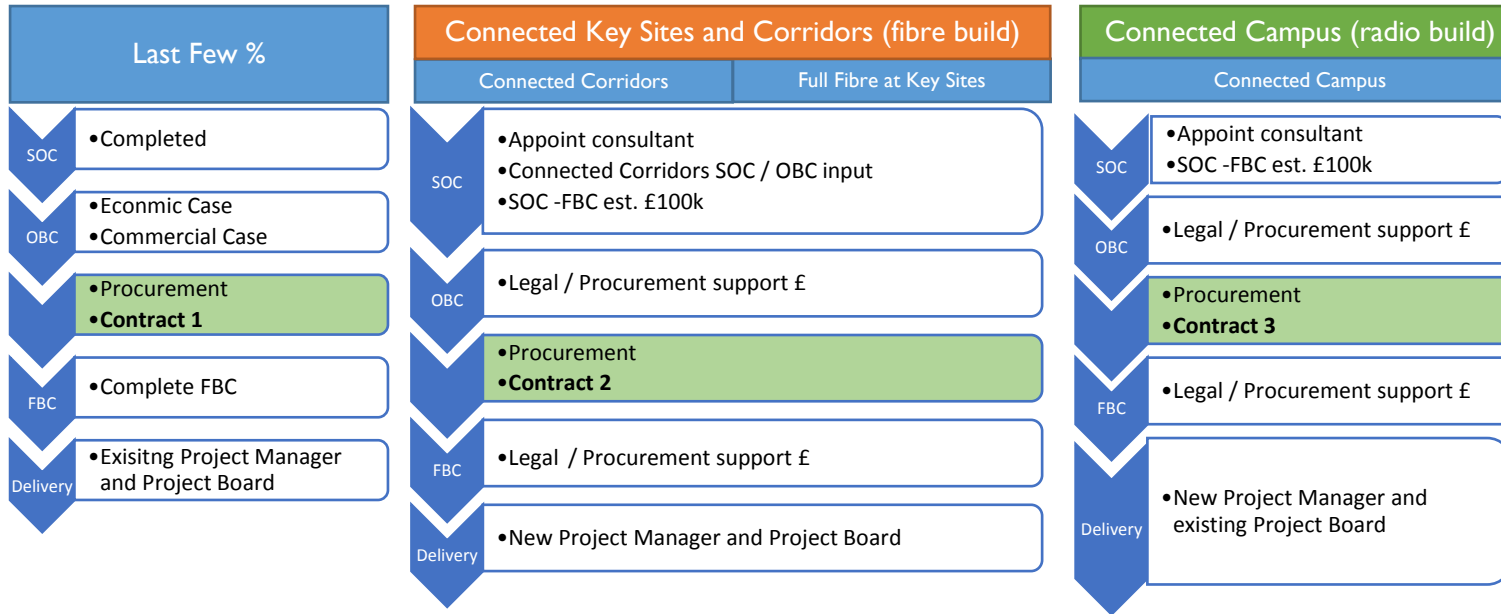 Last Few %
SOC
•Completed
OBC
•Econmic Case
•Commercial Case
•Procurement
•Contract 1
FBC
•Complete FBC
Delivery
•Exisitng Project Manager
and Project Board
Connected Key Sites and Corridors (fibre build)
Connected Corridors
Full Fibre at Key Sites
SOC
•Appoint consultant
•Connected Corridors SOC / OBC input
•SOC -FBC est. £100k
OBC
•Legal / Procurement support £
•Procurement
•Contract 2
FBC
•Legal / Procurement support £
Delivery
•New Project Manager and Project Board
Connected Campus (radio build)
Connected Campus
SOC
•Appoint consultant
•SOC -FBC est. £100k
OBC
•Legal / Procurement support £
•Procurement
•Contract 3
FBC
•Legal / Procurement support £
Delivery
•New Project Manager and
existing Project Board